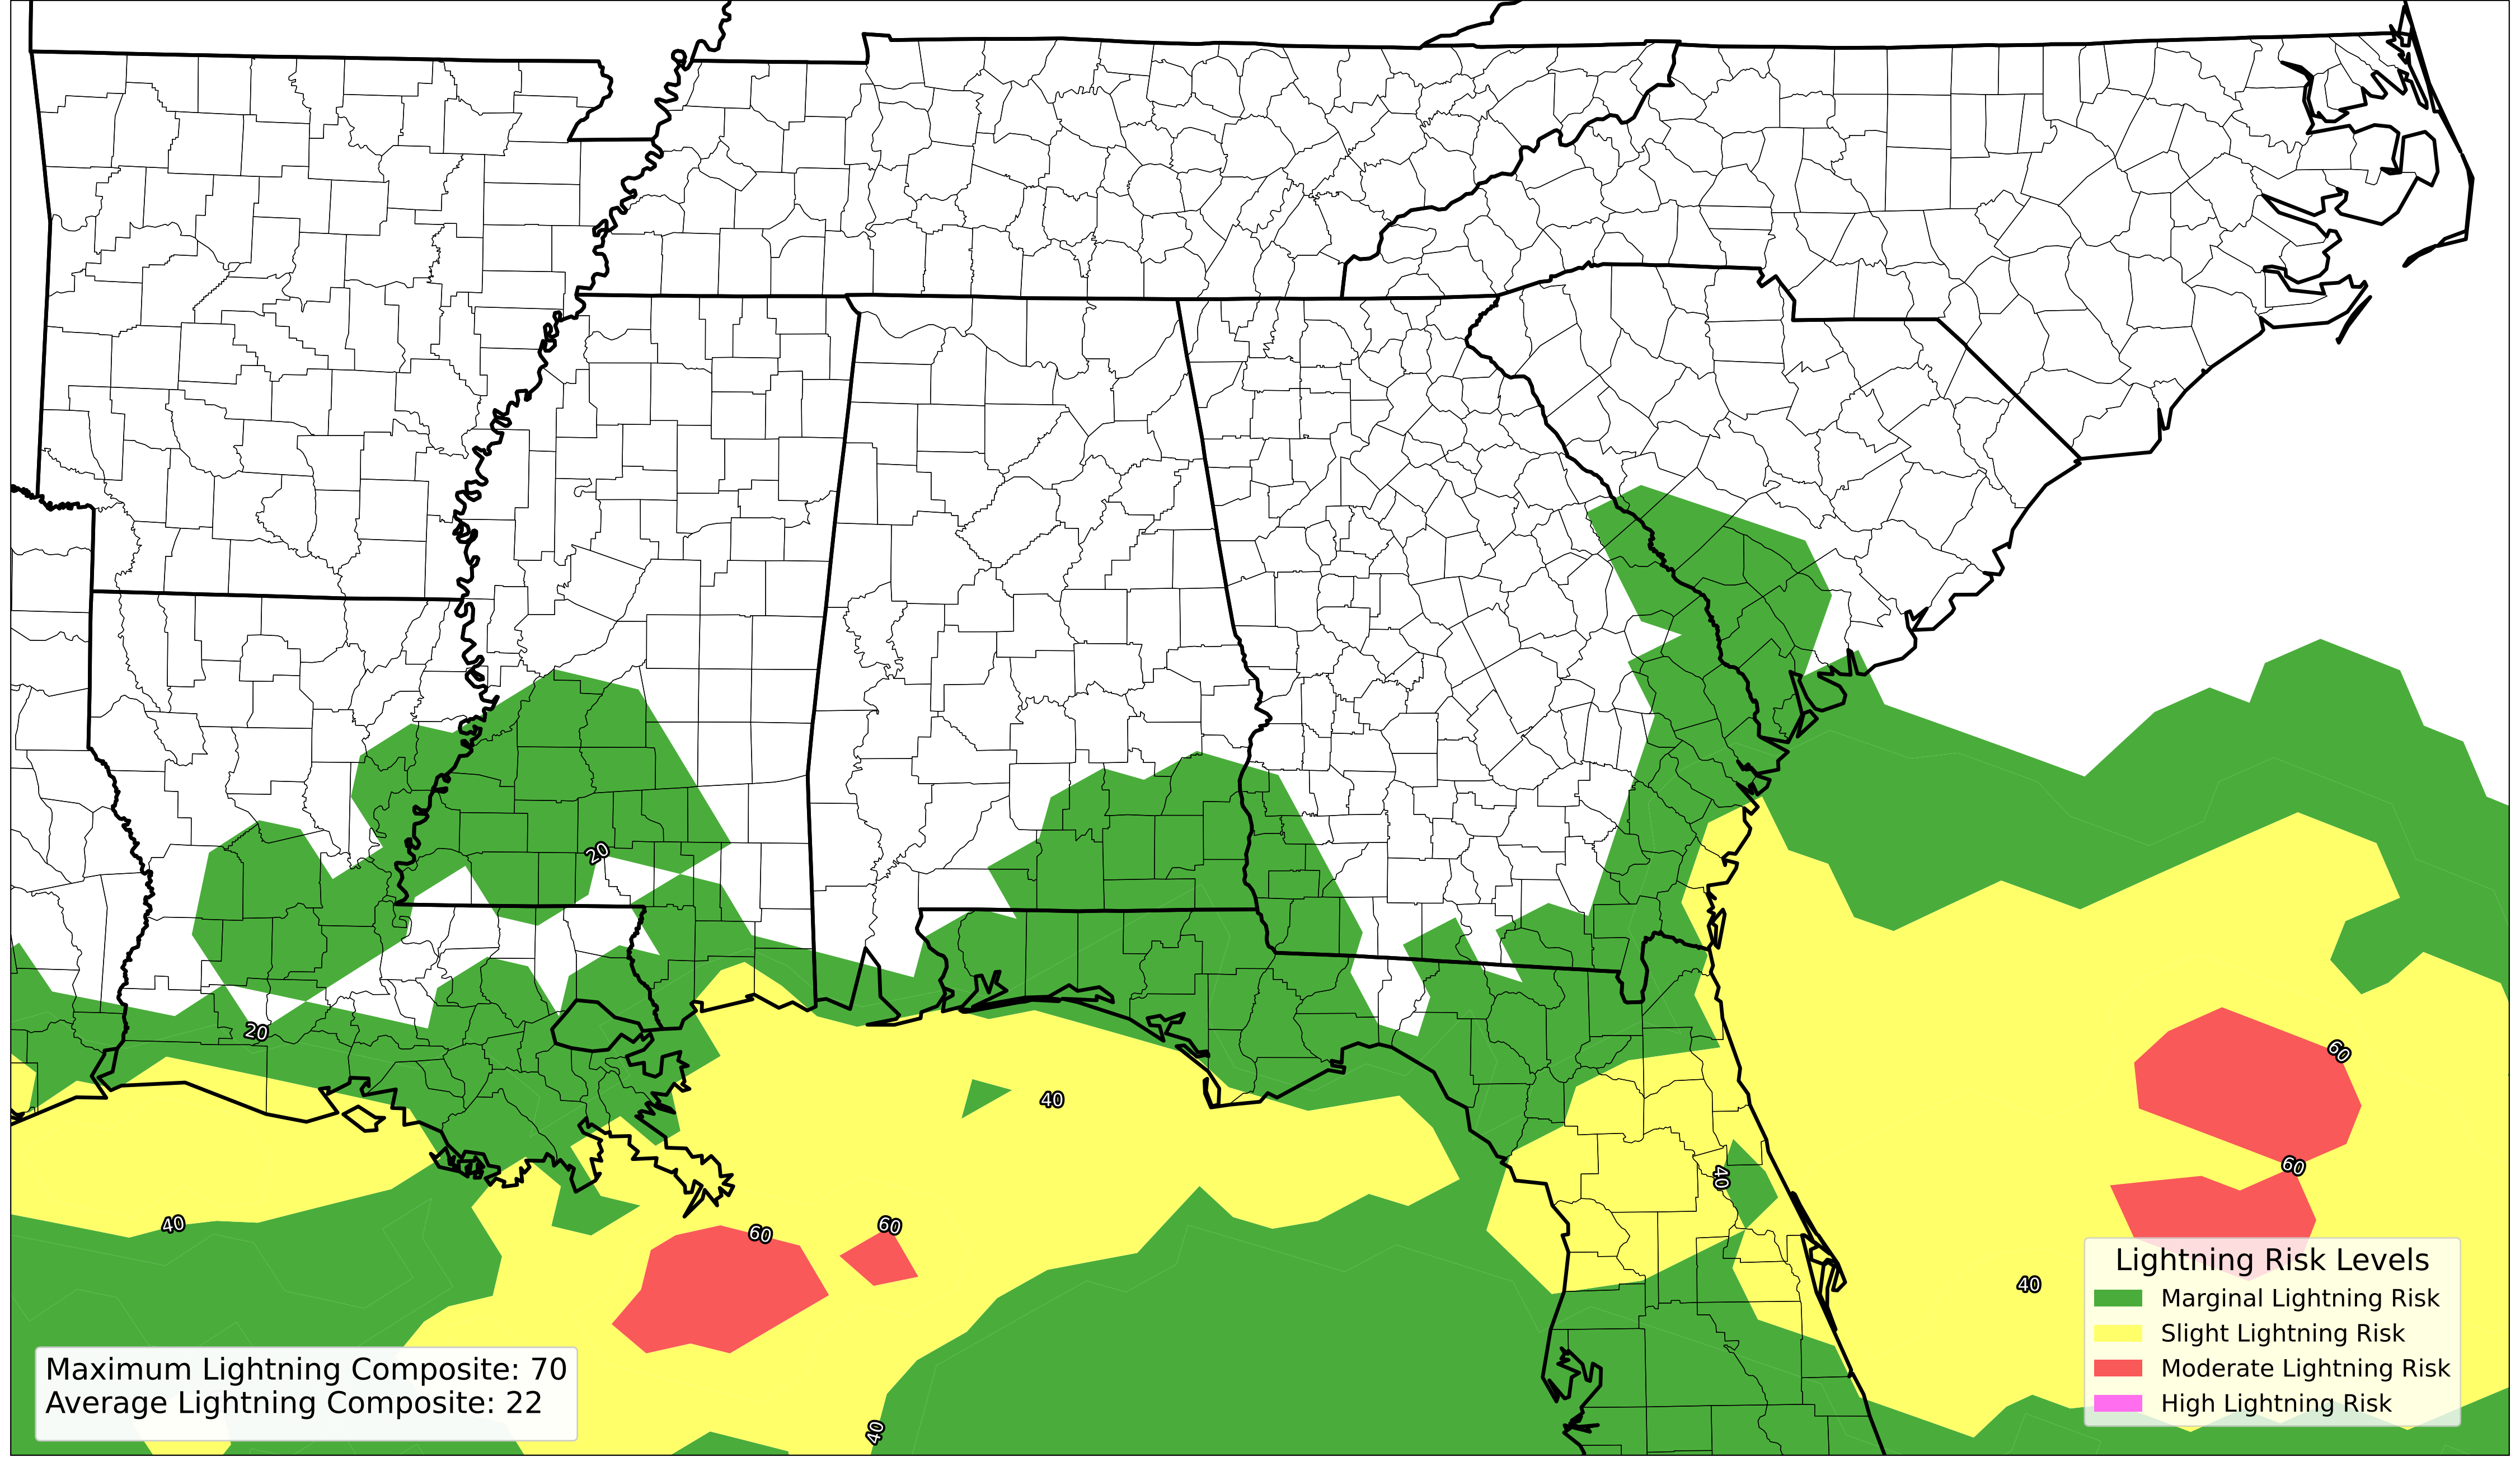 20
20
40
60
60
40
40
40
60
60
40
Maximum Lightning Composite: 70
Average Lightning Composite: 22
Lightning Risk Levels
Marginal Lightning Risk
Slight Lightning Risk
Moderate Lightning Risk
High Lightning Risk